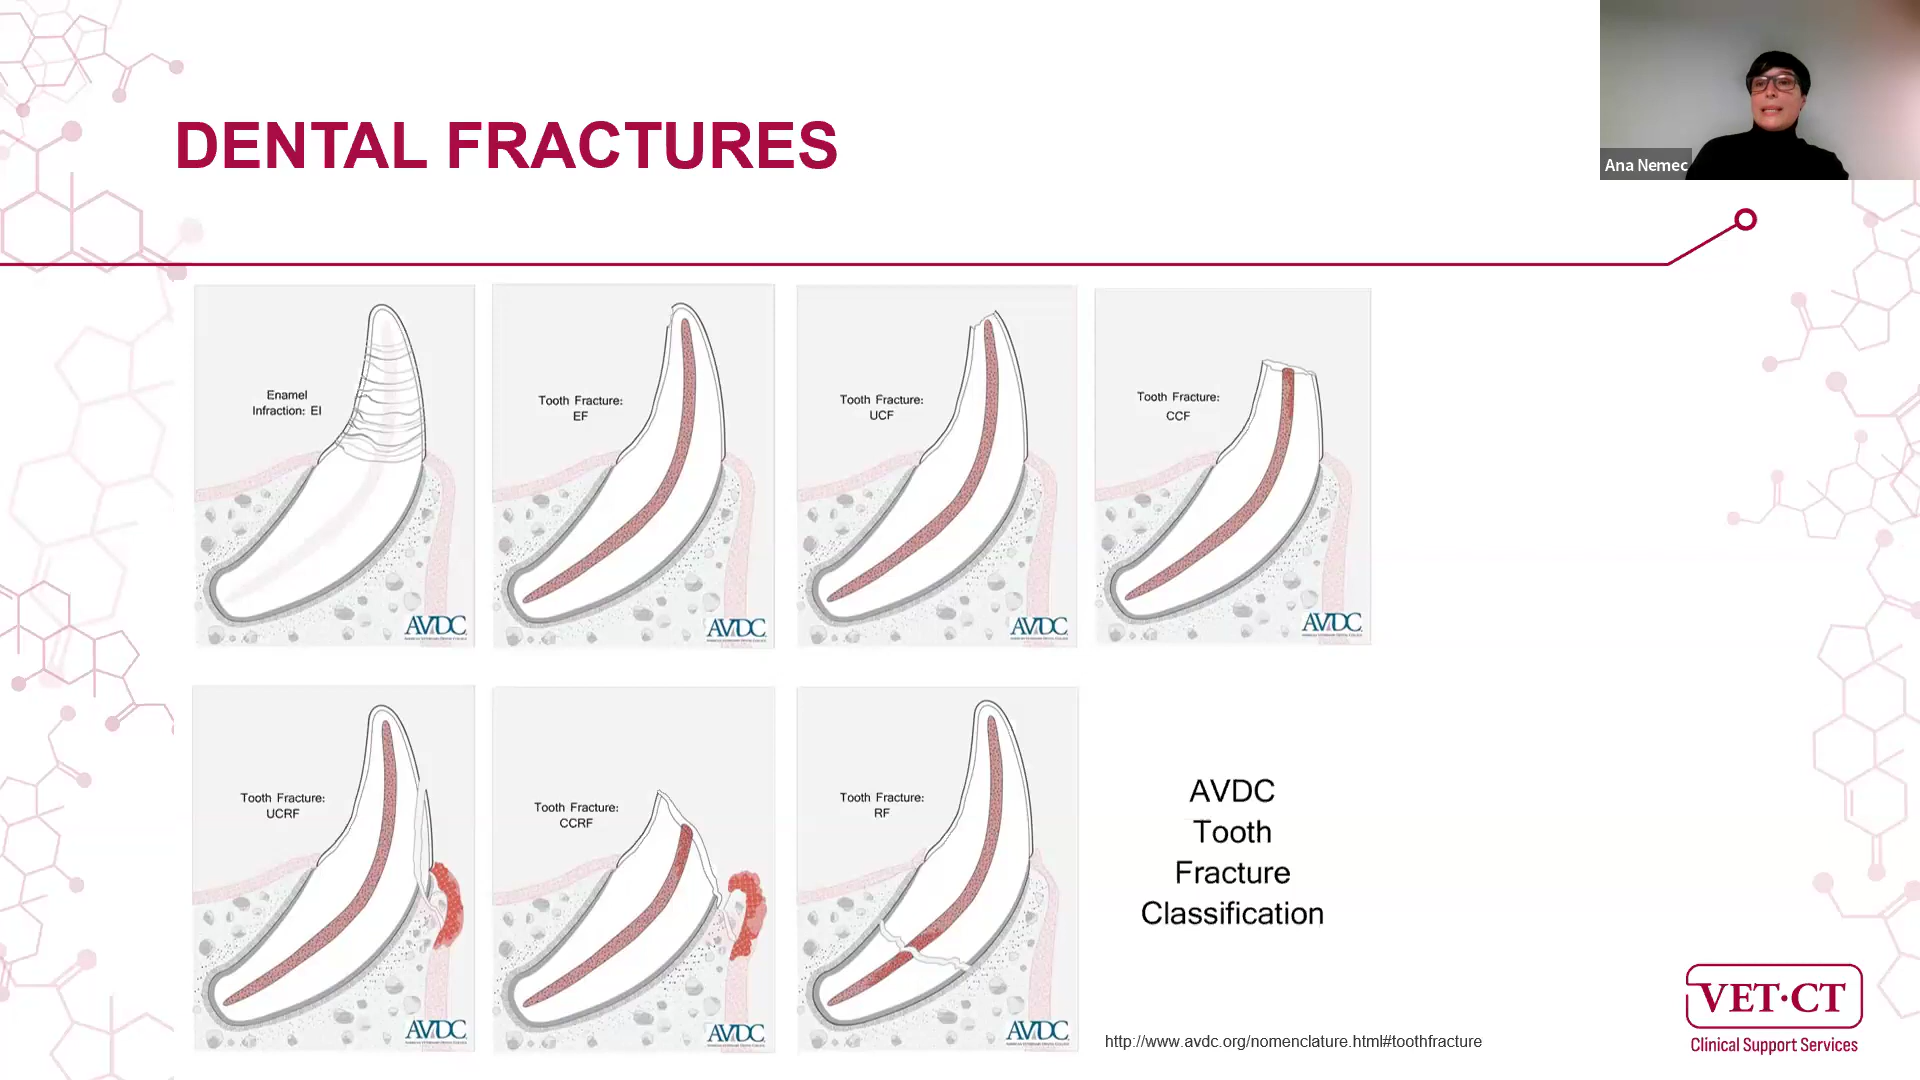 DENTAL FRACTURES
Ana Nemec
Enamel
Infraction: EI
AVDC
Tooth Fracture:
EF
AVDC
Tooth Fracture:
UCF
AVDC
Tooth Fracture:
CCF
AVDC
Tooth Fracture:
UCRF
AVDC
Tooth Fracture:
CCRF
AVDC
Tooth Fracture:
RF
AVDC
AVDC
Tooth
Fracture
Classification
http://www.avdc.org/nomenclature.html#toothfracture
VET·CT
Clinical Support Services